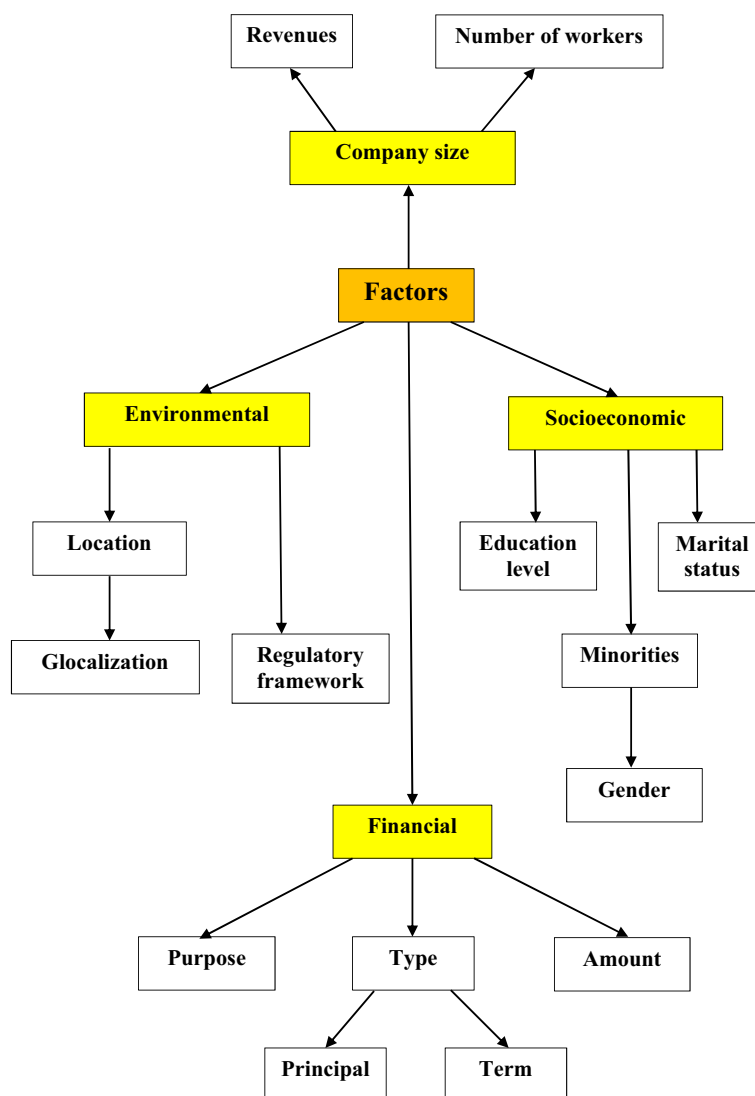 Revenues
Number of workers
Company size
Factors
Environmental
Socioeconomic
Location
Education
level
Marital
status
Glocalization
Regulatory
framework
Minorities
Gender
Financial
Purpose
Type
Amount
Principal
Term